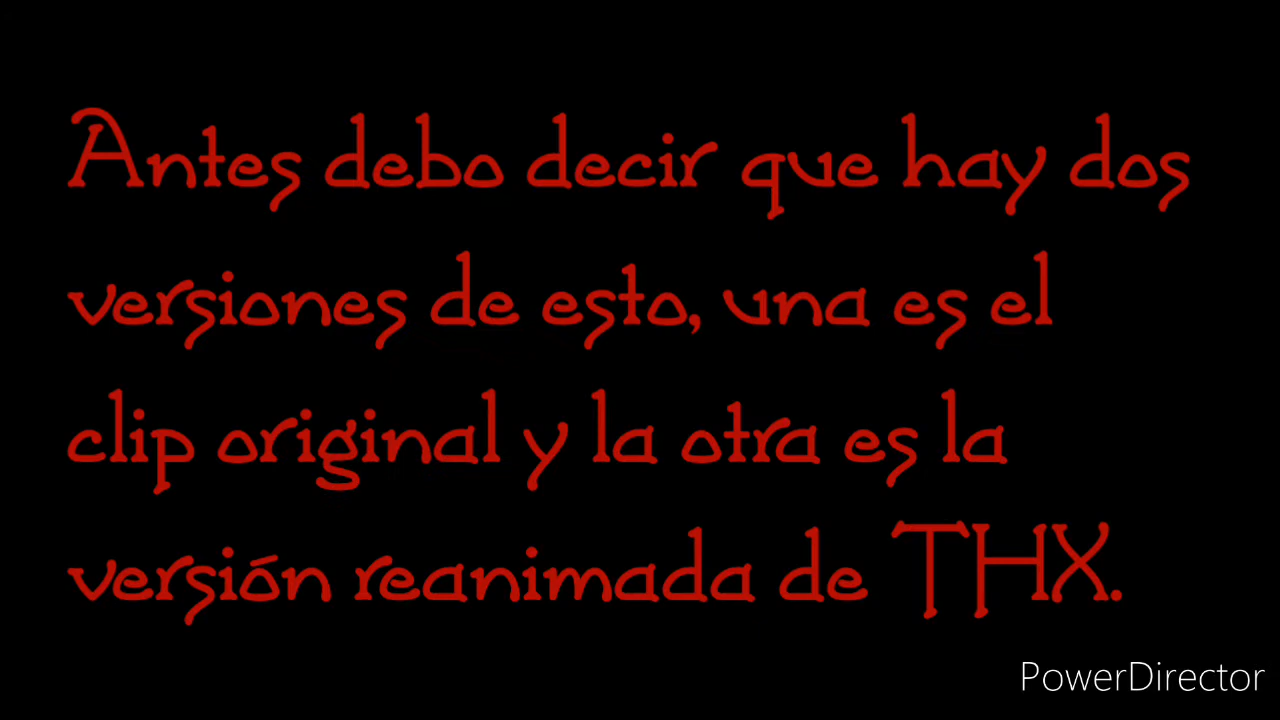 Antes debo decir que hay dos
versiones de esto, una es el
clip original y la otra es la
versión reanimada de THX.
PowerDirector